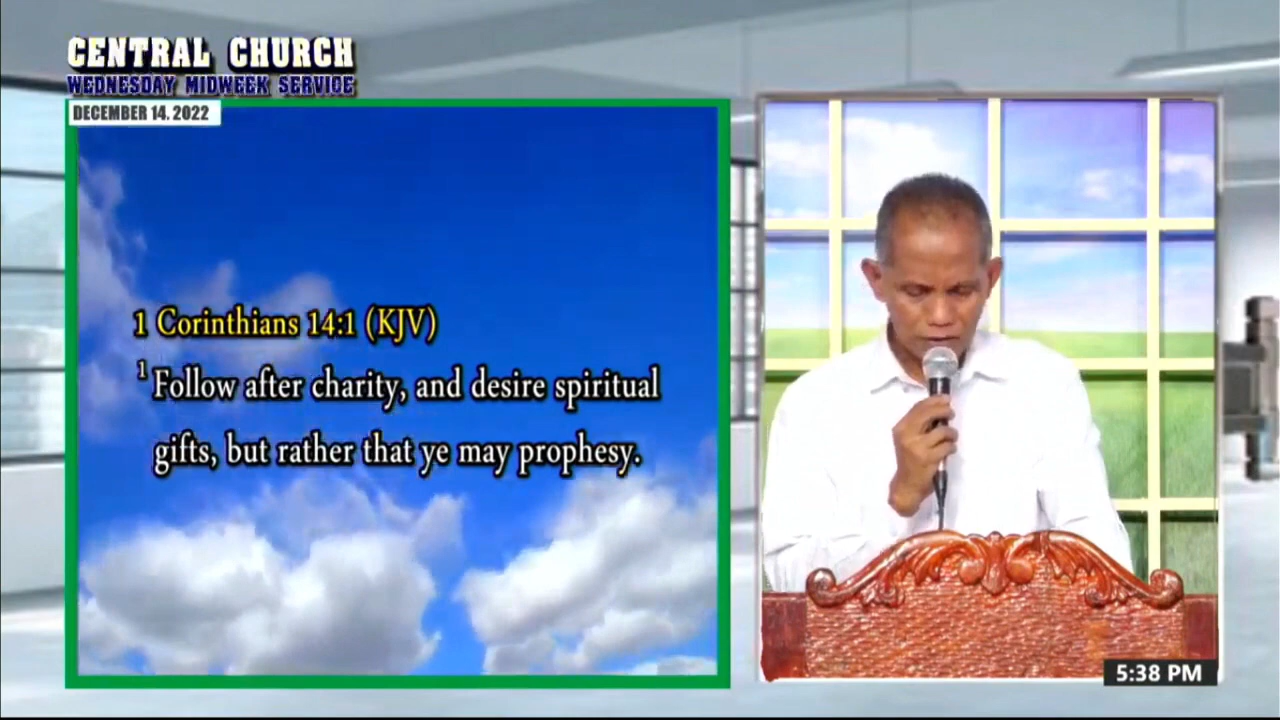 CENTRAL CHURCH
WEDNESDAY MIDWEEK SERVICE
DECEMBER 14, 2022
1 Corinthians 14:1 (KJV)
1 Follow after charity, and desire spiritual
gifts, but rather that ye may prophesy.
5:38 PM